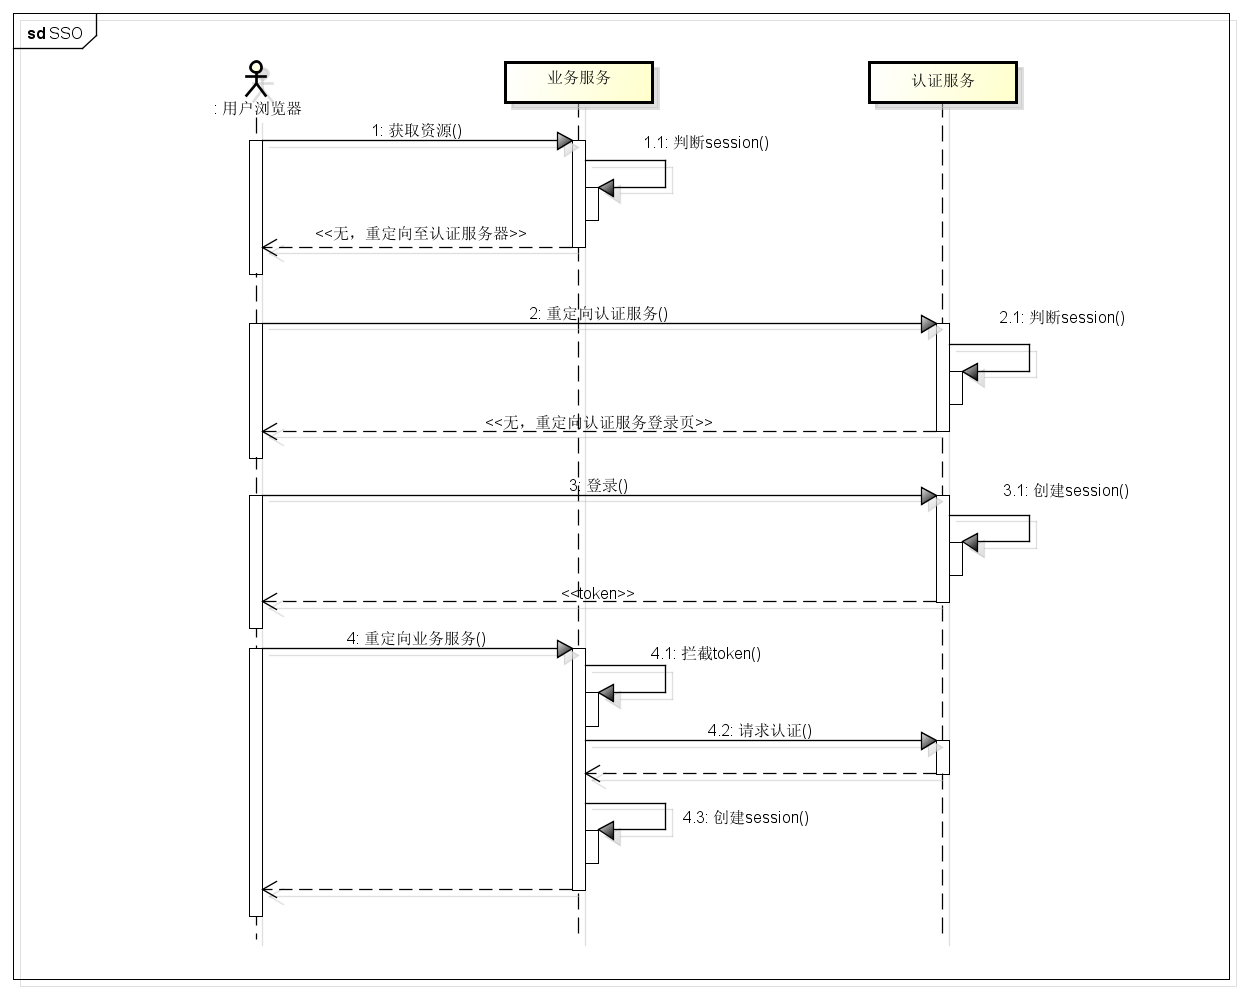 sd SSO
: 用户浏览器
业务服务
认证服务
1: 获取资源()
1.1: 判断session()
<<无，重定向至认证服务器>>
2: 重定向认证服务()
2.1: 判断session()
<<无，重定向认证服务登录页>>
3: 登录()
3.1: 创建session()
<<token>>
4: 重定向业务服务()
4.1: 拦截token()
4.2: 请求认证()
4.3: 创建session()